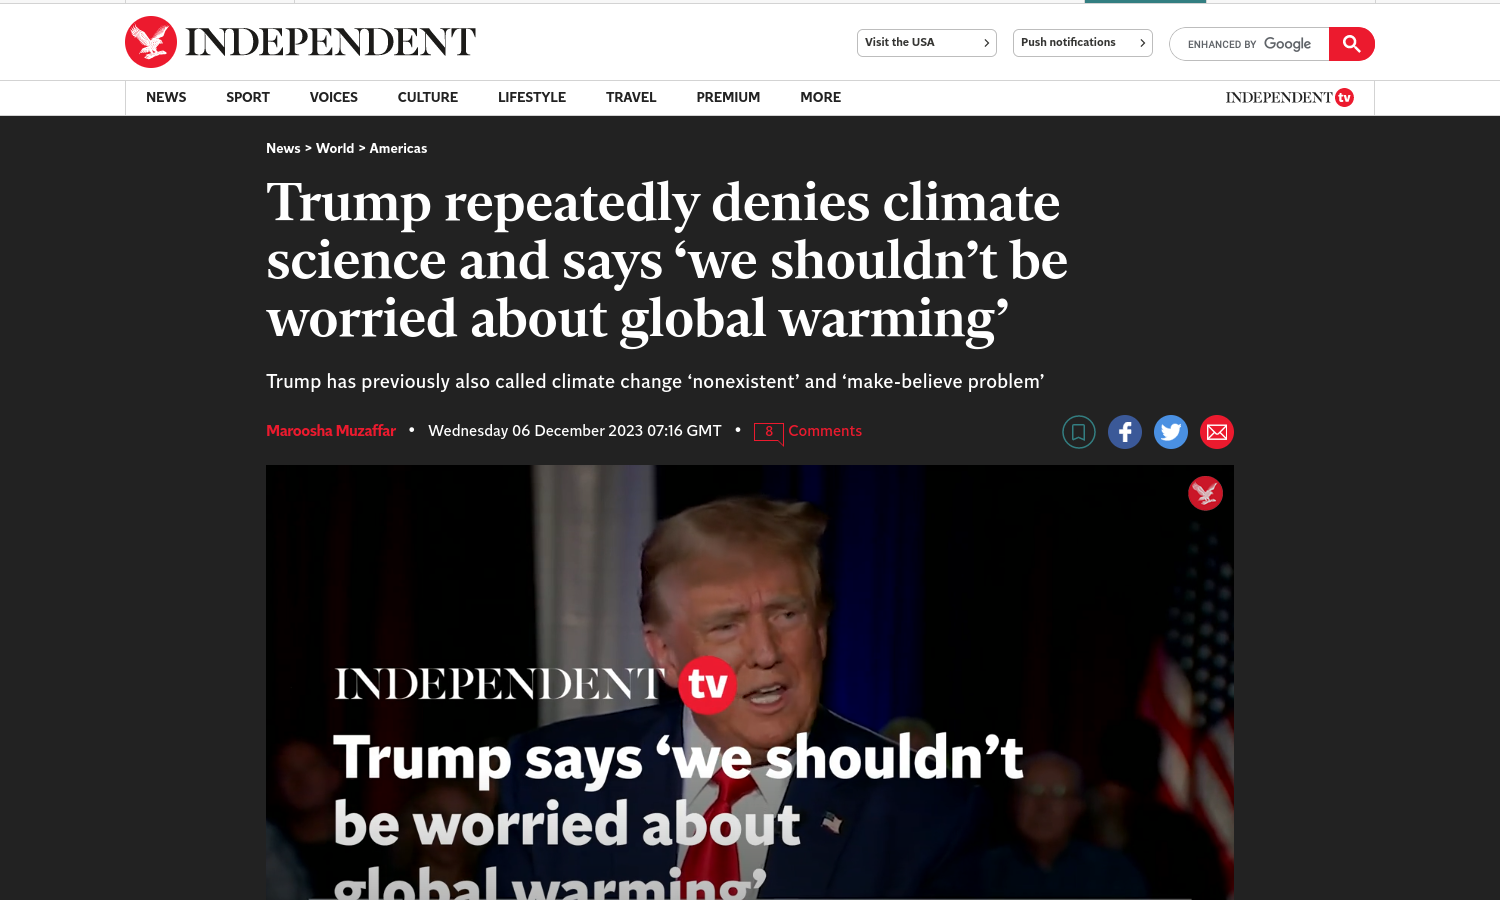 INDEPENDENT
Visit the USA
Push notifications
ENHANCED BY Google
NEWS SPORT VOICES CULTURE LIFESTYLE TRAVEL PREMIUM MORE
INDEPENDENT tv
News > World > Americas
Trump repeatedly denies climate
science and says ‘we shouldn’t be
worried about global warming’
Trump has previously also called climate change ‘nonexistent’ and ‘make-believe problem’
Maroosha Muzaffar • Wednesday 06 December 2023 07:16 GMT • 8 Comments
INDEPENDENT tv
Trump says ‘we shouldn’t
be worried about
global warming’